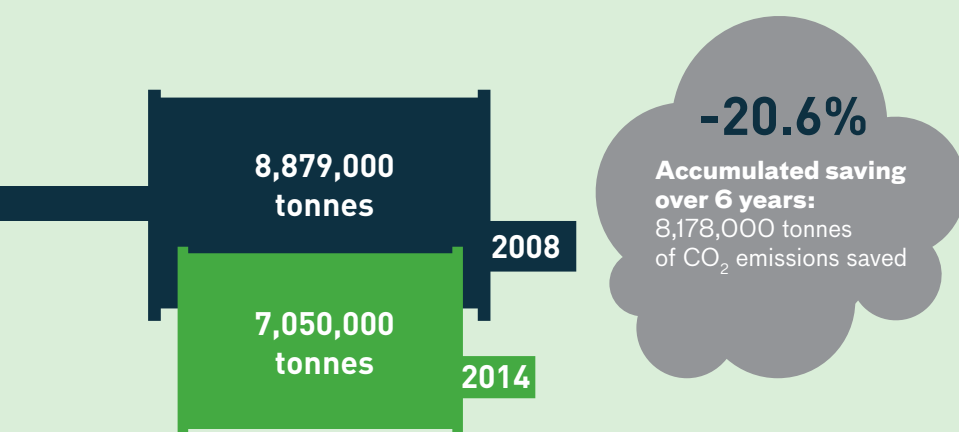 8,879,000
tonnes
2008
7,050,000
tonnes
2014
-20.6%
Accumulated saving
over 6 years:
8,178,000 tonnes
of CO₂ emissions saved